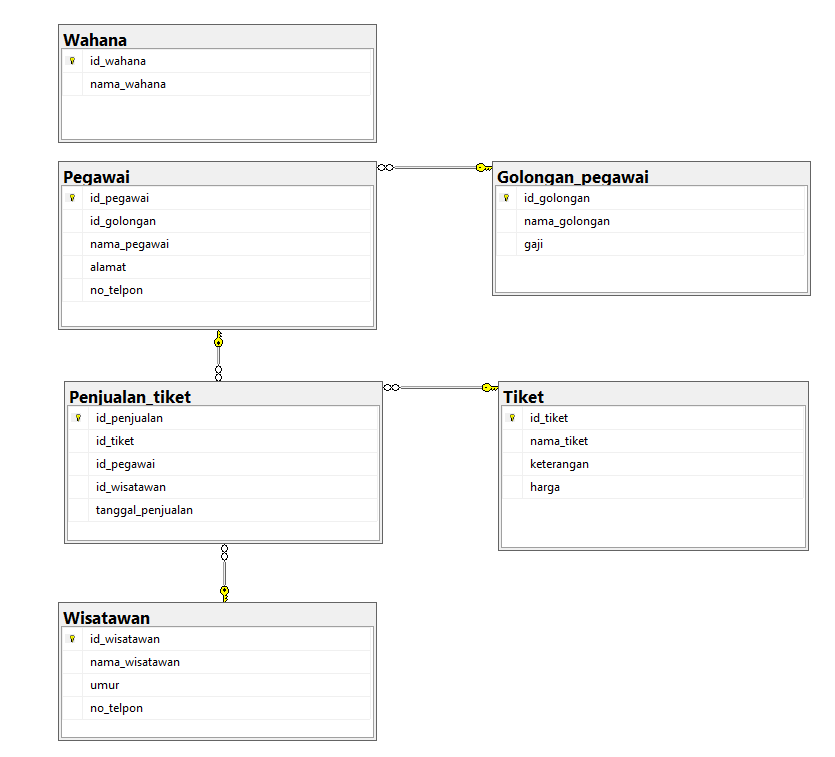 Wahana
id_wahana
nama_wahana
Pegawai
id_pegawai
id_golongan
nama_pegawai
alamat
no_telpon
Golongan_pegawai
id_golongan
nama_golongan
gaji
Penjualan_tiket
id_penjualan
id_tiket
id_pegawai
id_wisatawan
tanggal_penjualan
Tiket
id_tiket
nama_tiket
keterangan
harga
Wisatawan
id_wisatawan
nama_wisatawan
umur
no_telpon